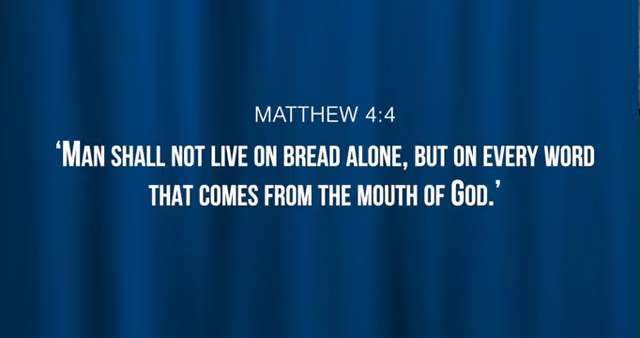 MATTHEW 4:4
‘Man shall not live on bread alone, but on every word
that comes from the mouth of God.’